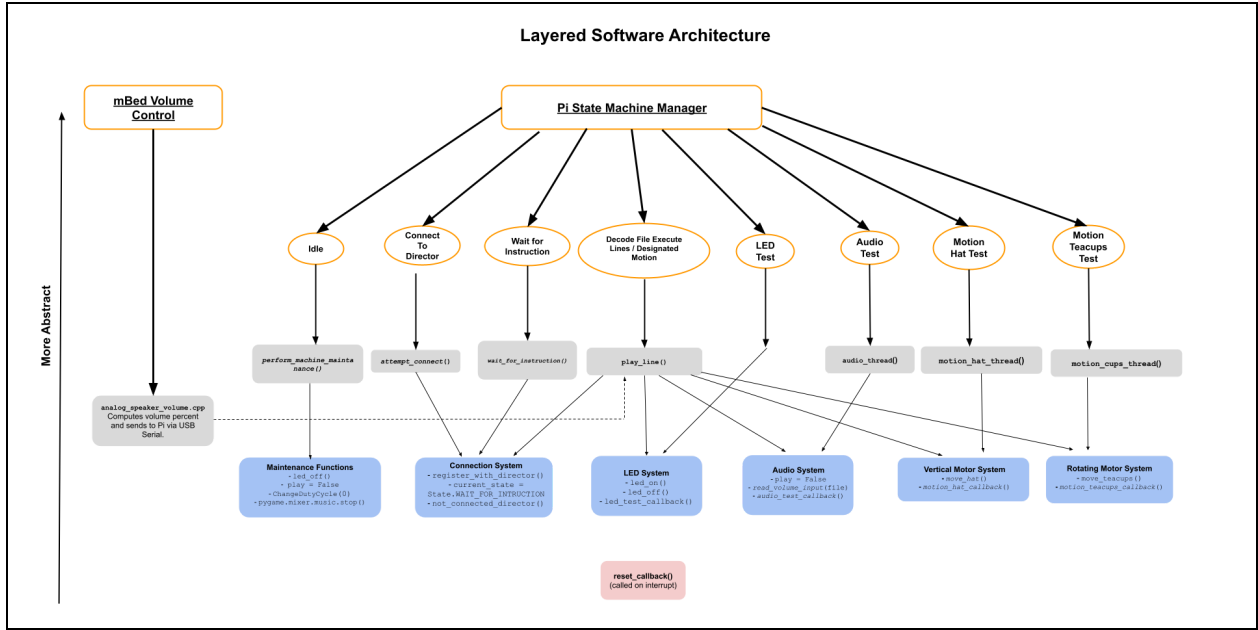 Layered Software Architecture
mBed Volume
Control
Pi State Machine Manager
More Abstract
Idle
Connect
To
Director
Wait for
Instruction
Decode File Execute
Lines / Designated
Motion
LED
Test
Audio
Test
Motion
Hat Test
Motion
Teacups
Test
perform_machine_mainta
nance()
attempt_connect()
wait_for_instruction()
play_line()
audio_thread()
motion_hat_thread()
motion_cups_thread()
analog_speaker_volume.cpp
Computes volume percent
and sends to Pi via USB
Serial.
Maintenance Functions
- led_off()
- play = False
- ChangeDutyCycle(0)
- pygame.mixer.music.stop()
Connection System
- register_with_director()
- current_state =
State.WAIT_FOR_INTRUCTION
- not_connected_director()
LED System
- led_on()
- led_off()
- led_test_callback()
Audio System
- play = False
- read_volume_input(file)
- audio_test_callback()
Vertical Motor System
- move_hat()
- motion_hat_callback()
Rotating Motor System
- move_teacups()
- motion_teacups_callback()
reset_callback()
(called on interrupt)